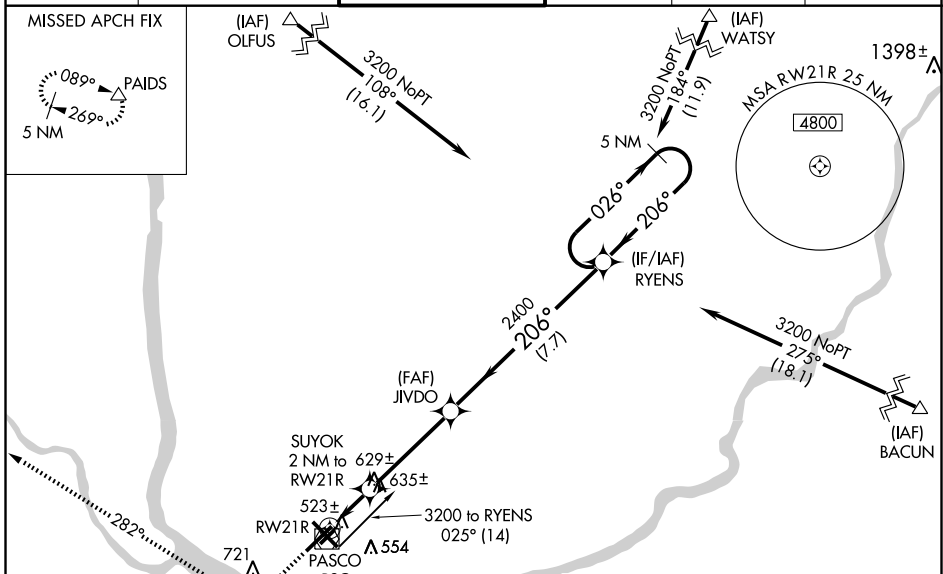 MISSED APCH FIX
089°
PAIDS
269°
5 NM
(IAF)
OLFUS
3200 NoPT
108°
(16.1)
(IAF)
WATSY
3200 NoPT
184°
(11.9)
1398±
MSA RW21R 25 NM
4800
5 NM
026°
206°
(IF/IAF)
RYENS
2400
206°
(7.7)
3200 NoPT
275°
(18.1)
(IAF)
BACUN
(FAF)
JIVDO
SUYOK
2 NM to
RW21R
629±
635±
523±
RW21R
3200 to RYENS
025° (14)
282°
721
PASCO
554